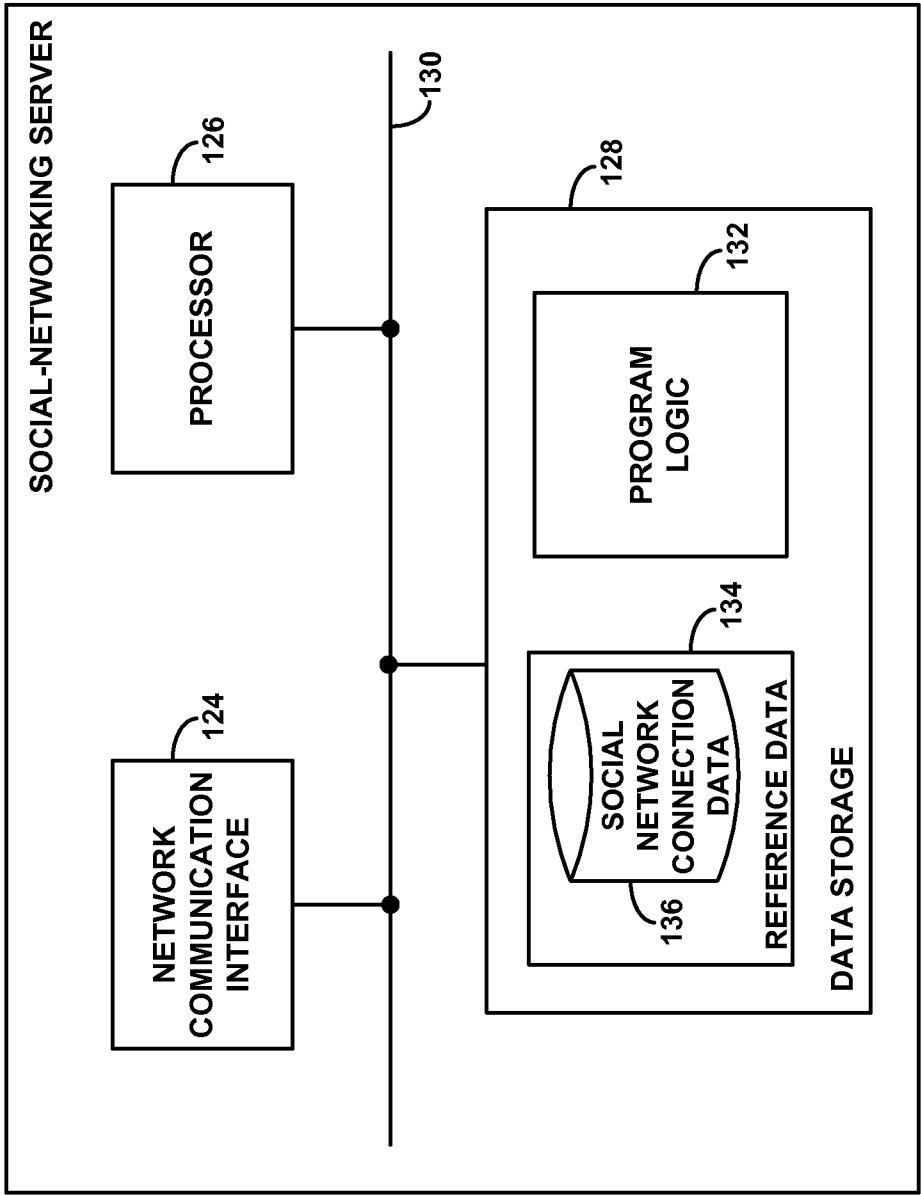 SOCIAL-NETWORKING SERVER
124
NETWORK
COMMUNICATION
INTERFACE
126
PROCESSOR
130
128
134
136
SOCIAL
NETWORK
CONNECTION
DATA
REFERENCE DATA
132
PROGRAM
LOGIC
DATA STORAGE